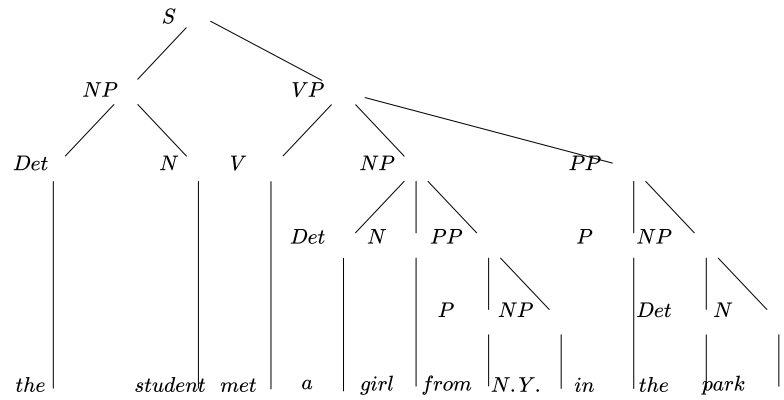 S
NP VP
Det N V NP PP
Det N PP P NP
P NP Det N
the student met a girl from N.Y. in the park